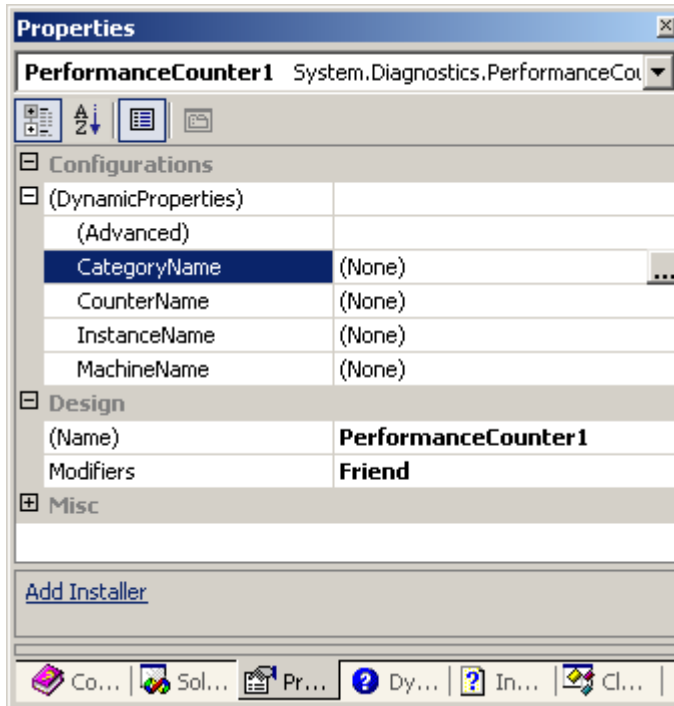 Properties
PerformanceCounter1 System.Diagnostics.PerformanceCou
Configurations
(DynamicProperties)
(Advanced)
CategoryName (None) ...
CounterName (None)
InstanceName (None)
MachineName (None)
Design
(Name) PerformanceCounter1
Modifiers Friend
Misc
Add Installer
Co... Sol... Pr... Dy... In... Cl...